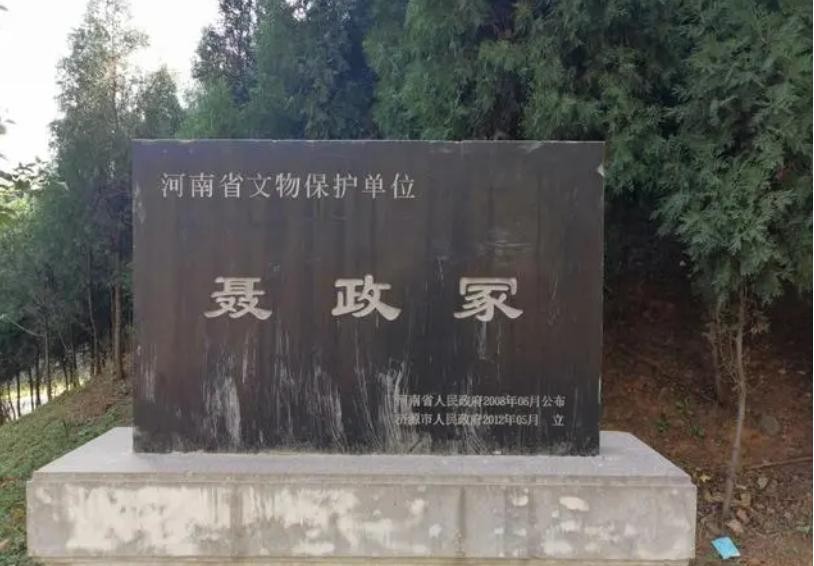 河南省文物保护单位
聂政冢
河南省人民政府2008年06月公布
济源市人民政府2012年05月 立